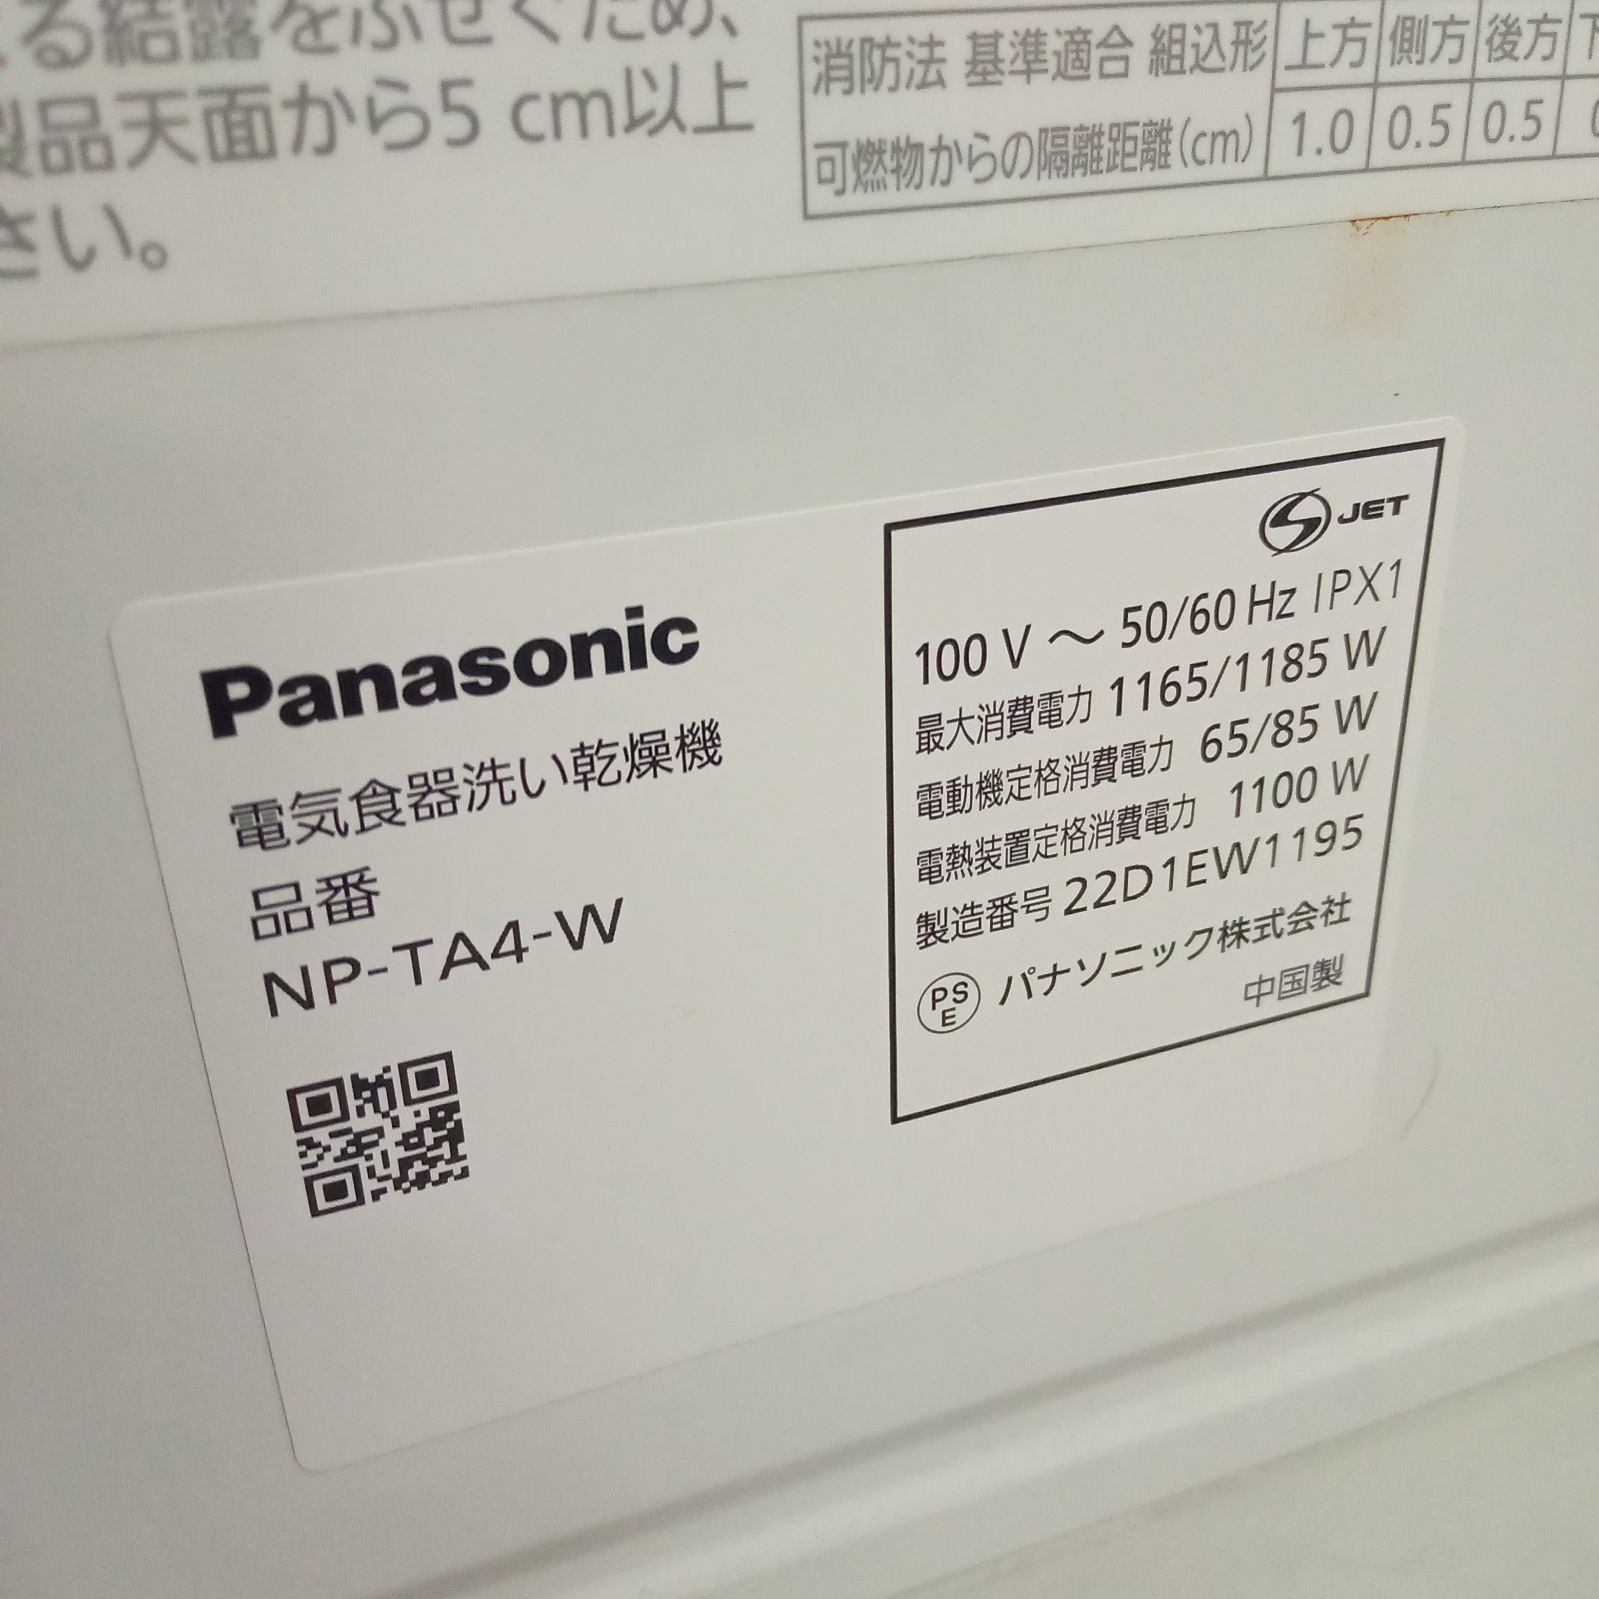 る結露をふせぐため、
製品天面から5 cm以上
さい。
消防法 基準適合 組込形 上方 側方 後方
可燃物からの隔離距離(cm) 1.0 0.5 0.5
Panasonic
電気食器洗い乾燥機
品番
NP-TA4-W
JET
100 V ～ 50/60 Hz IPX1
最大消費電力 1165/1185 W
電動機定格消費電力 65/85 W
電熱装置定格消費電力 1100 W
製造番号 22D1EW1195
PSE パナソニック株式会社
中国製